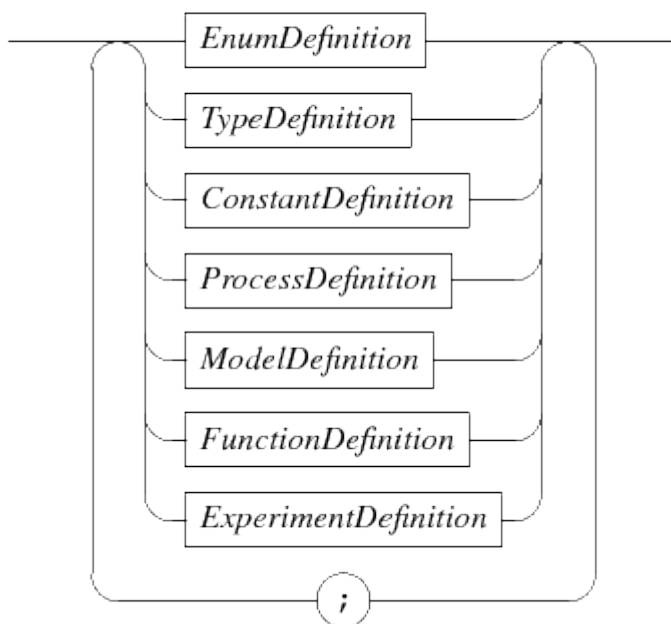 EnumDefinition
TypeDefinition
ConstantDefinition
ProcessDefinition
ModelDefinition
FunctionDefinition
ExperimentDefinition
;